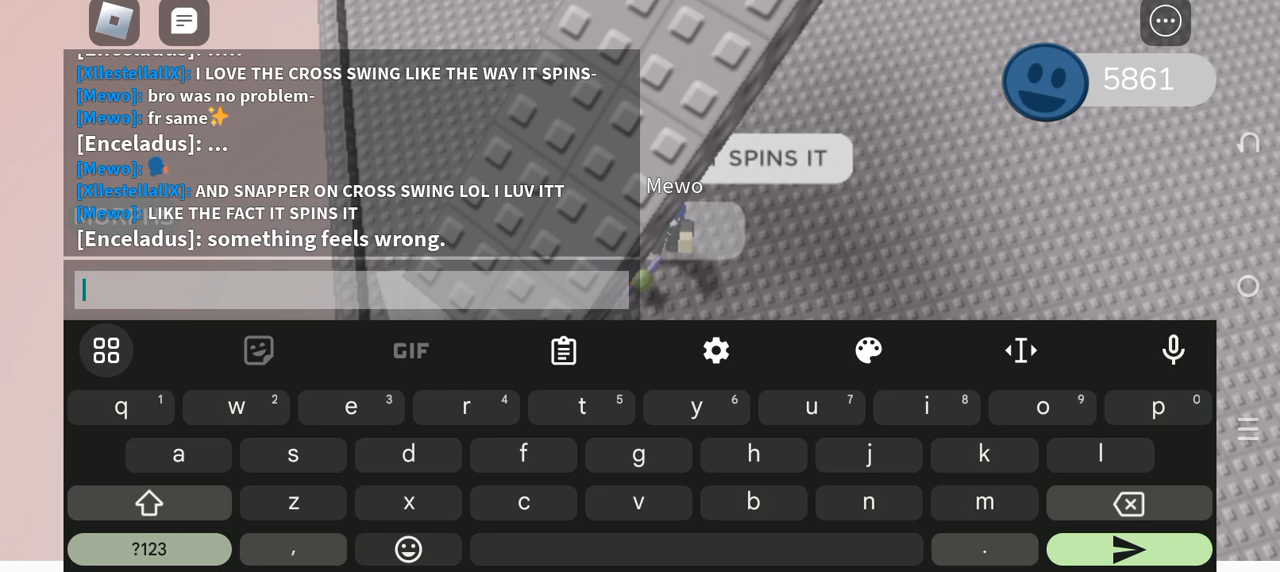 [XllestellallX]: I LOVE THE CROSS SWING LIKE THE WAY IT SPINS-
[Mewo]: bro was no problem-
[Mewo]: fr same✨
[Enceladus]: ...
[Mewo]: 🗣️
[XllestellallX]: AND SNAPPER ON CROSS SWING LOL I LUV ITT
[Mewo]: LIKE THE FACT IT SPINS IT
[Enceladus]: something feels wrong.
5861
SPINS IT
Mewo
GIF
q 1 w 2 e 3 r 4 t 5 y 6 u 7 i 8 o 9 p 0
a s d f g h j k l
z x c v b n m
?123 , .